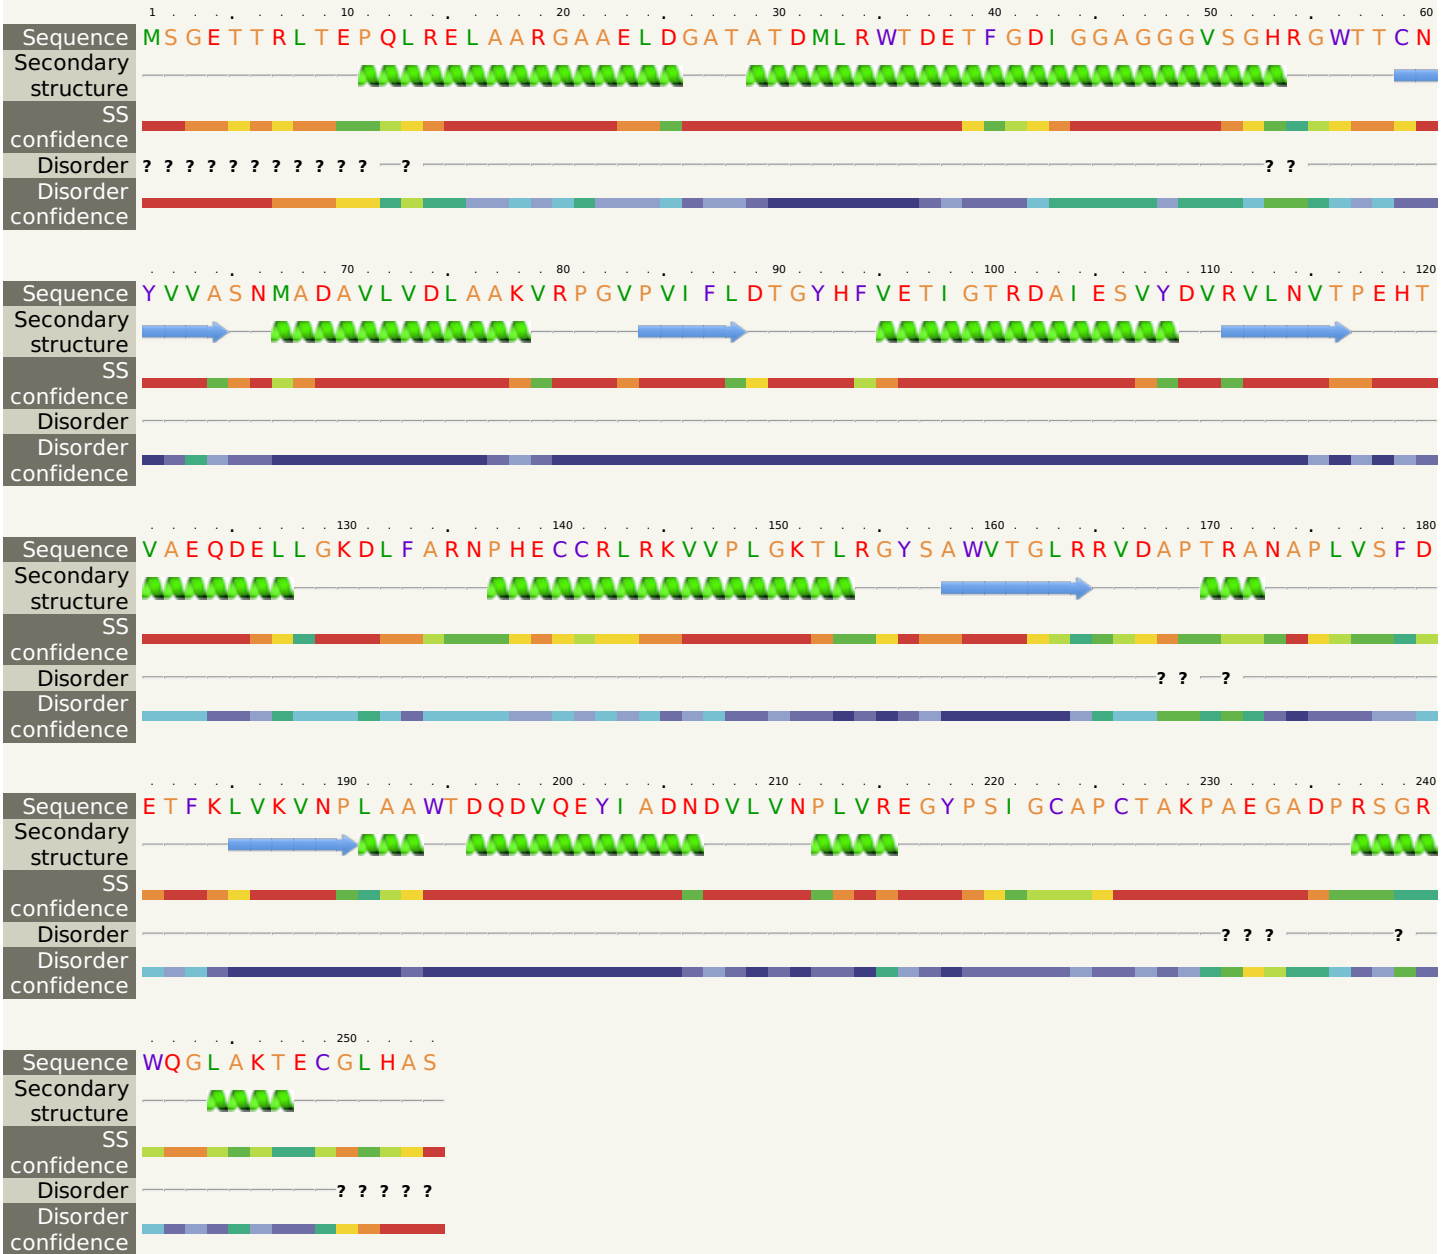 1 10 20 30 40 50 60
Sequence MSGETTRLTEPQLRELAARGAAELDGATATDMLRWTDETFGDIGGAGGGVSGHRGWTTCN
Secondary
structure
SS
confidence
Disorder ? ? ? ? ? ? ? ? ? ? ? ? ? ?
Disorder
confidence
70 80 90 100 110 120
Sequence YVVASNMADAVLVDLAAKVRPGVPVIFLDTGYHFVETIGTRDAIESVYDVRVLNVTPEHT
Secondary
structure
SS
confidence
Disorder
Disorder
confidence
130 140 150 160 170 180
Sequence VAEQDELLGKDLFARNPHECCRLRKVVPLGKTLRGYSAWVTGLRRVDAPTRANAPLVSFD
Secondary
structure
SS
confidence
Disorder ? ? ?
Disorder
confidence
190 200 210 220 230 240
Sequence ETFKLVKVNPLAAWTDQDVQEYIADNDVLVNPLVREGYPSIGCAPCTAKPAEGADPRSGR
Secondary
structure
SS
confidence
Disorder ? ? ? ?
Disorder
confidence
250
Sequence WQGLAKTECGLHAS
Secondary
structure
SS
confidence
Disorder ? ? ? ? ?
Disorder
confidence